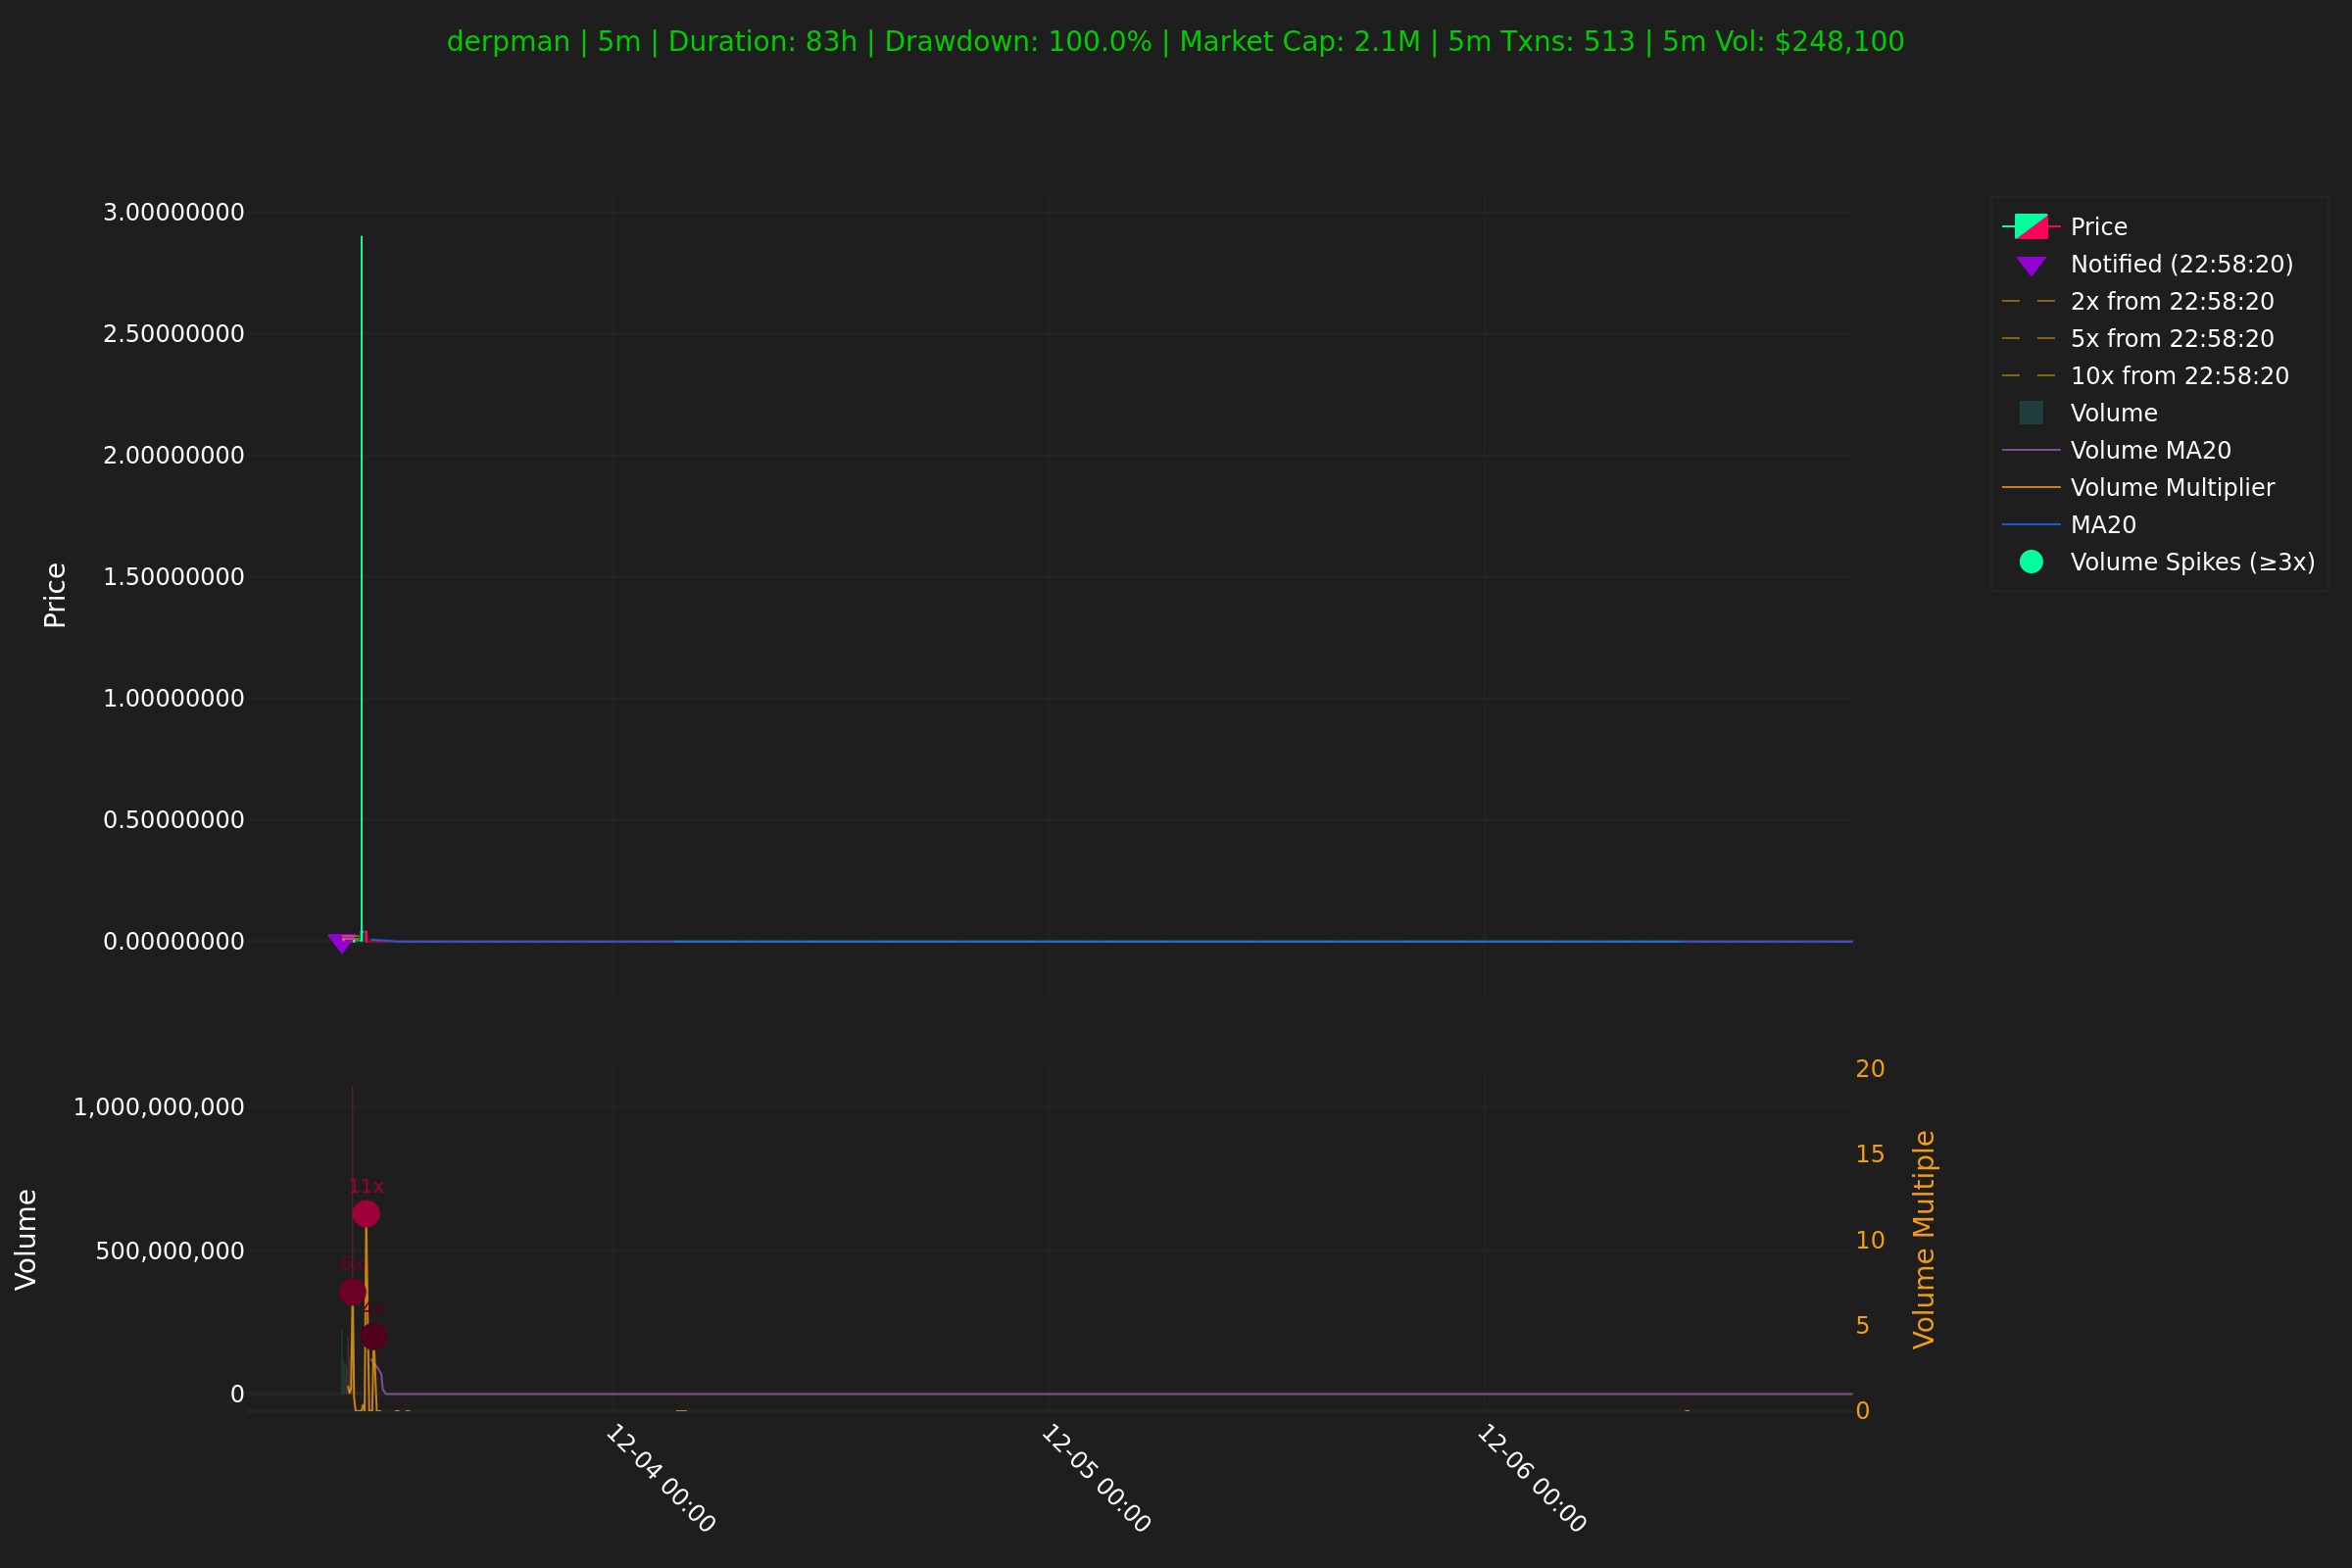 derpman | 5m | Duration: 83h | Drawdown: 100.0% | Market Cap: 2.1M | 5m Txns: 513 | 5m Vol: $248,100
3.00000000
2.50000000
2.00000000
1.50000000
1.00000000
0.50000000
0.00000000
Price
Price
Notified (22:58:20)
2x from 22:58:20
5x from 22:58:20
10x from 22:58:20
Volume
Volume MA20
Volume Multiplier
MA20
Volume Spikes (≥3x)
1,000,000,000
500,000,000
0
Volume
11x
6x
20
15
10
5
0
Volume Multiple
12-04 00:00
12-05 00:00
12-06 00:00